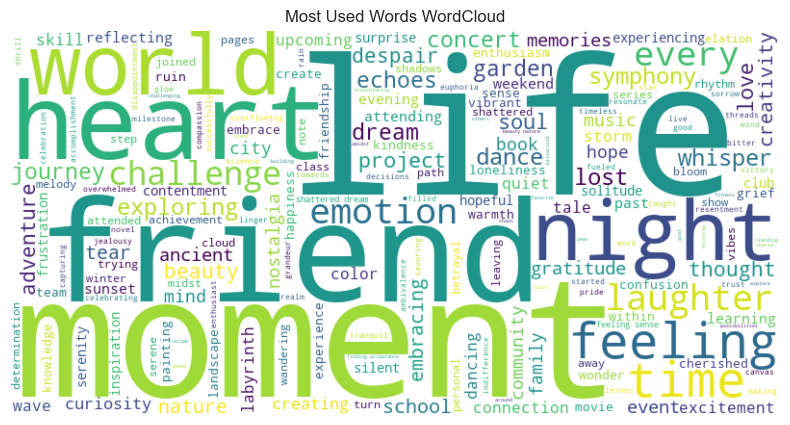 Most Used Words WordCloud
skill reflecting pages upcoming surprise enthusiasm memories experiencing elation
world joined ruin create concert despair shadows every
heart life echoes garden weekend symphony love creativity
disappointment glow compassion successfully overflowing euphoria sense vibrant series rhythm sorrow
celebration accomplishment milestone evening attending soul shattered music resonate timeless threads
step embrace note friendship dream kindness beauty nature storm live good wind
journey challenge city class project dance book hope whisper bitter
melody science building path loneliness quiet solitude bloom victory
overwhelmed contentment towards decisions hopeful lost past show club grief
adventure exploring attended achievement linger happiness shattered dream filled warmth tale caught resentment
frustration friend emotion night
tear ancient cloud nostalgia color leaving betrayal gratitude vibes thought
novel jealousy trying grandeur ambivalence savoring work
capturing winter beauty midst realm started confusion trust explore
team sunset mind enthusiast pride laughter
determination celebrating moment feeling
knowledge serenity inspiration serene painting landscape labyrinth wandering experience tranquil embracing dancing community family within feeling sense learning
recipe finding acceptance silent personal indifference away wonder cherished canvas possibilities time
wave curiosity nature creating turn school connection movie leaves event excitement making